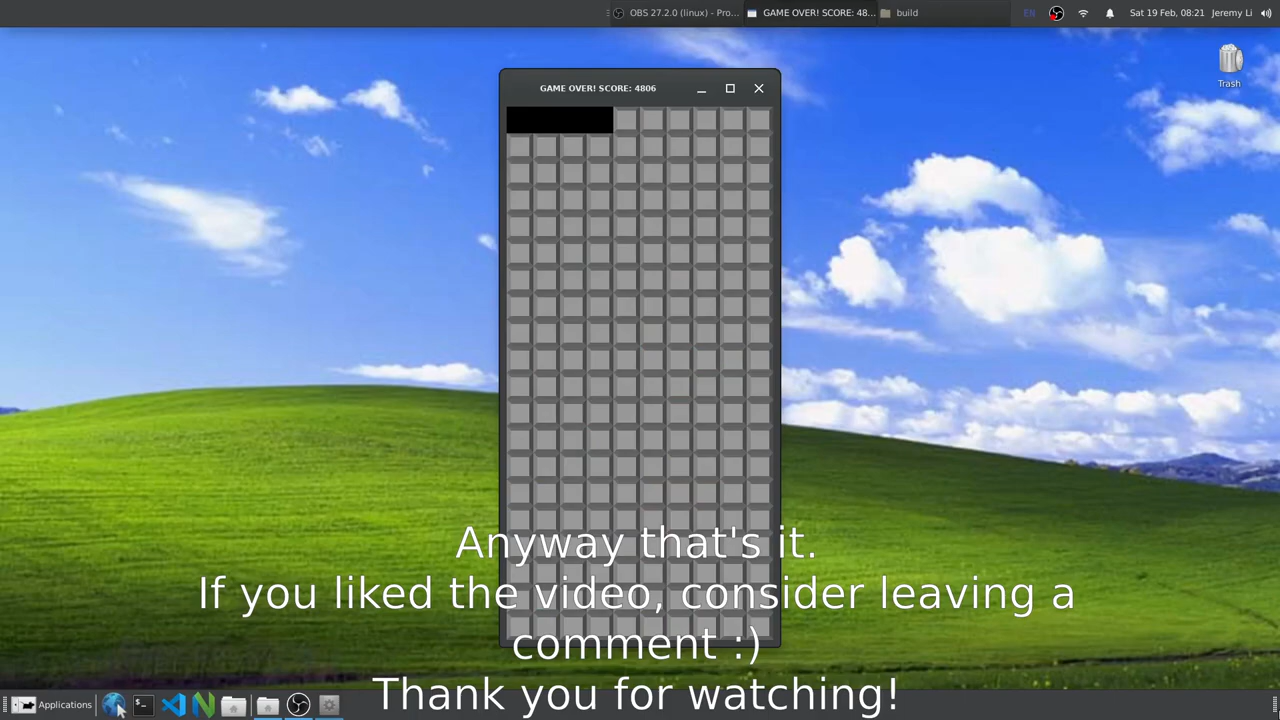 OBS 27.2.0 (linux) - Pro...
GAME OVER! SCORE: 48...
build
EN
Sat 19 Feb, 08:21
Jeremy Li
Trash
GAME OVER! SCORE: 4806
Anyway that's it.
If you liked the video, consider leaving a
comment :)
Thank you for watching!
Applications